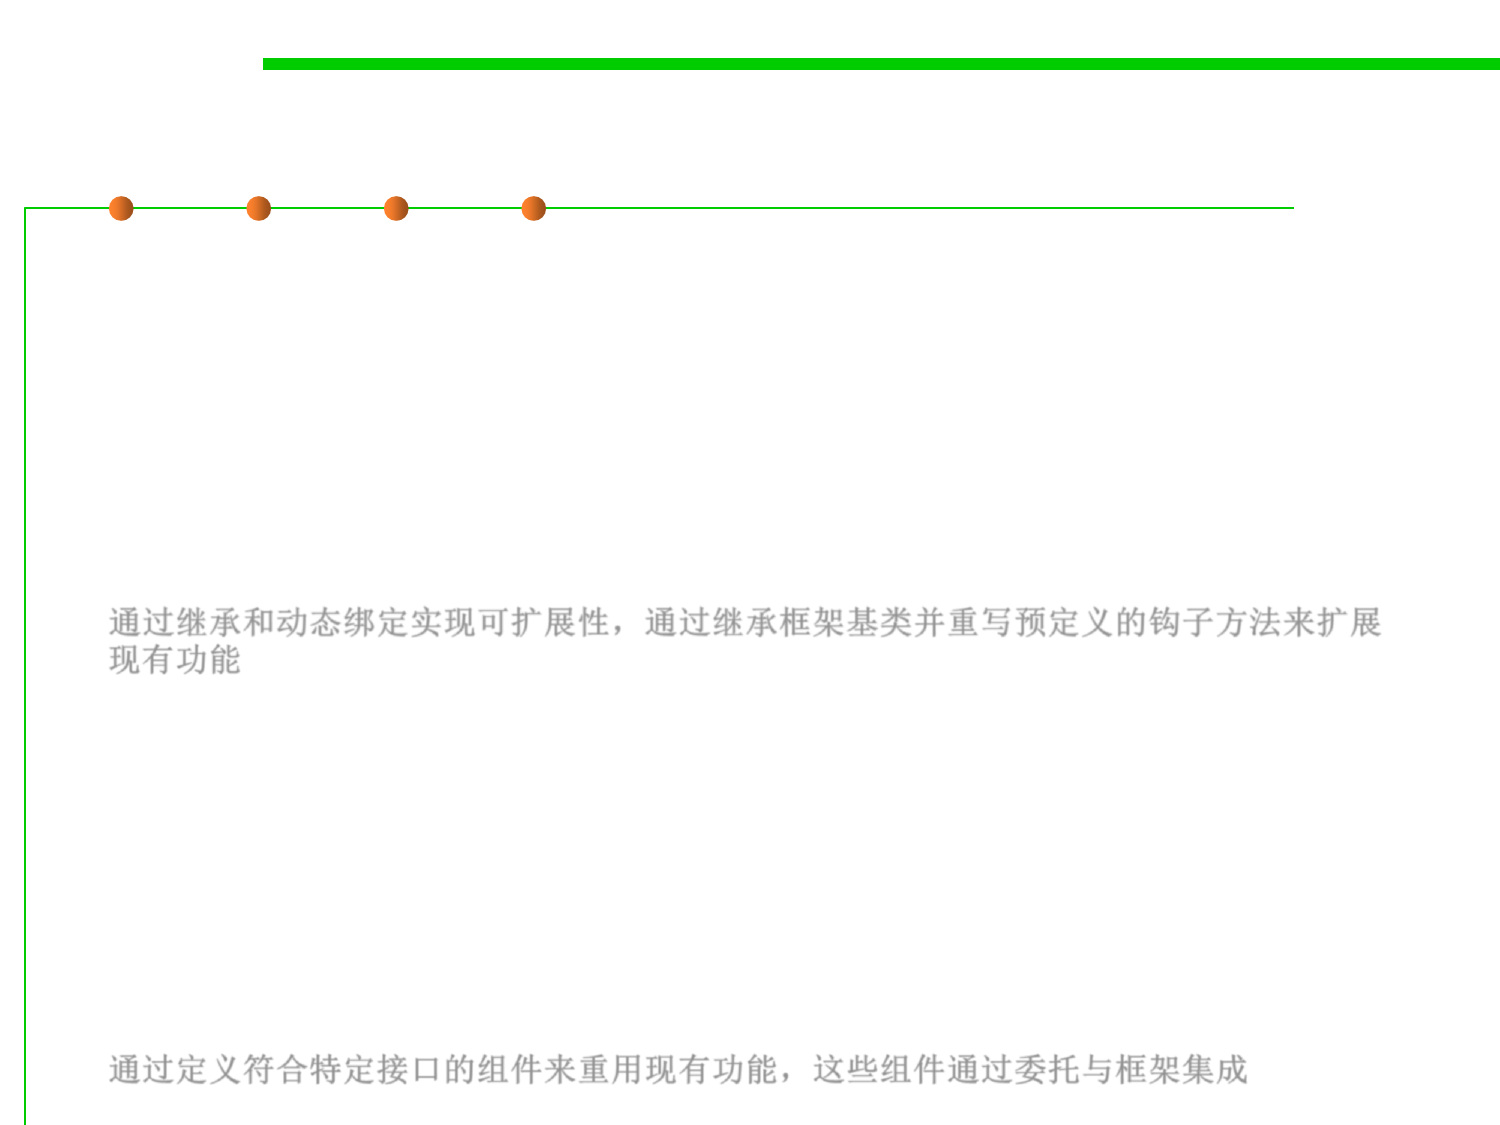 通过继承和动态绑定实现可扩展性，通过继承框架基类并重写预定义的钩子方法来扩展
现有功能
通过定义符合特定接口的组件来重用现有功能，这些组件通过委托与框架集成